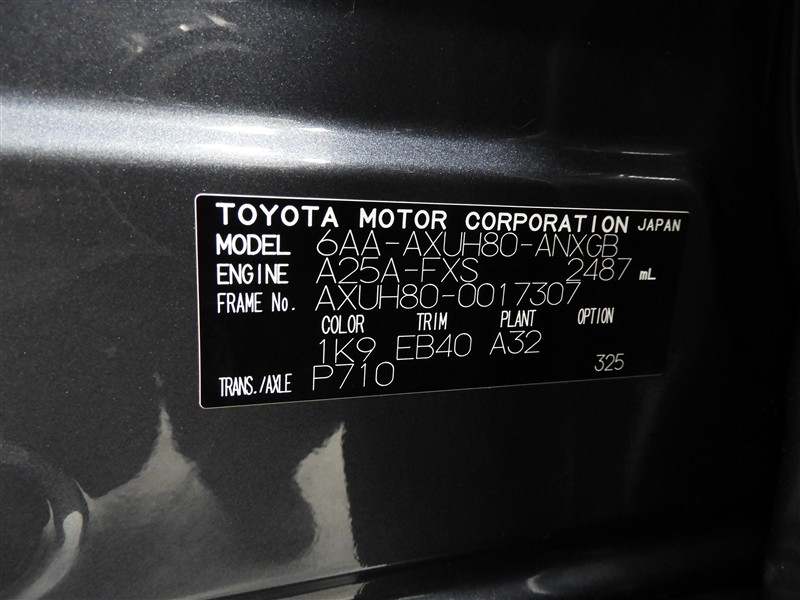 TOYOTA MOTOR CORPORATION JAPAN
MODEL 6AA-AXUH80-ANXGB
ENGINE A25A-FXS 2487 mL
FRAME No. AXUH80-0017307
COLOR TRIM PLANT OPTION
1K9 EB40 A32
TRANS./AXLE P710 325